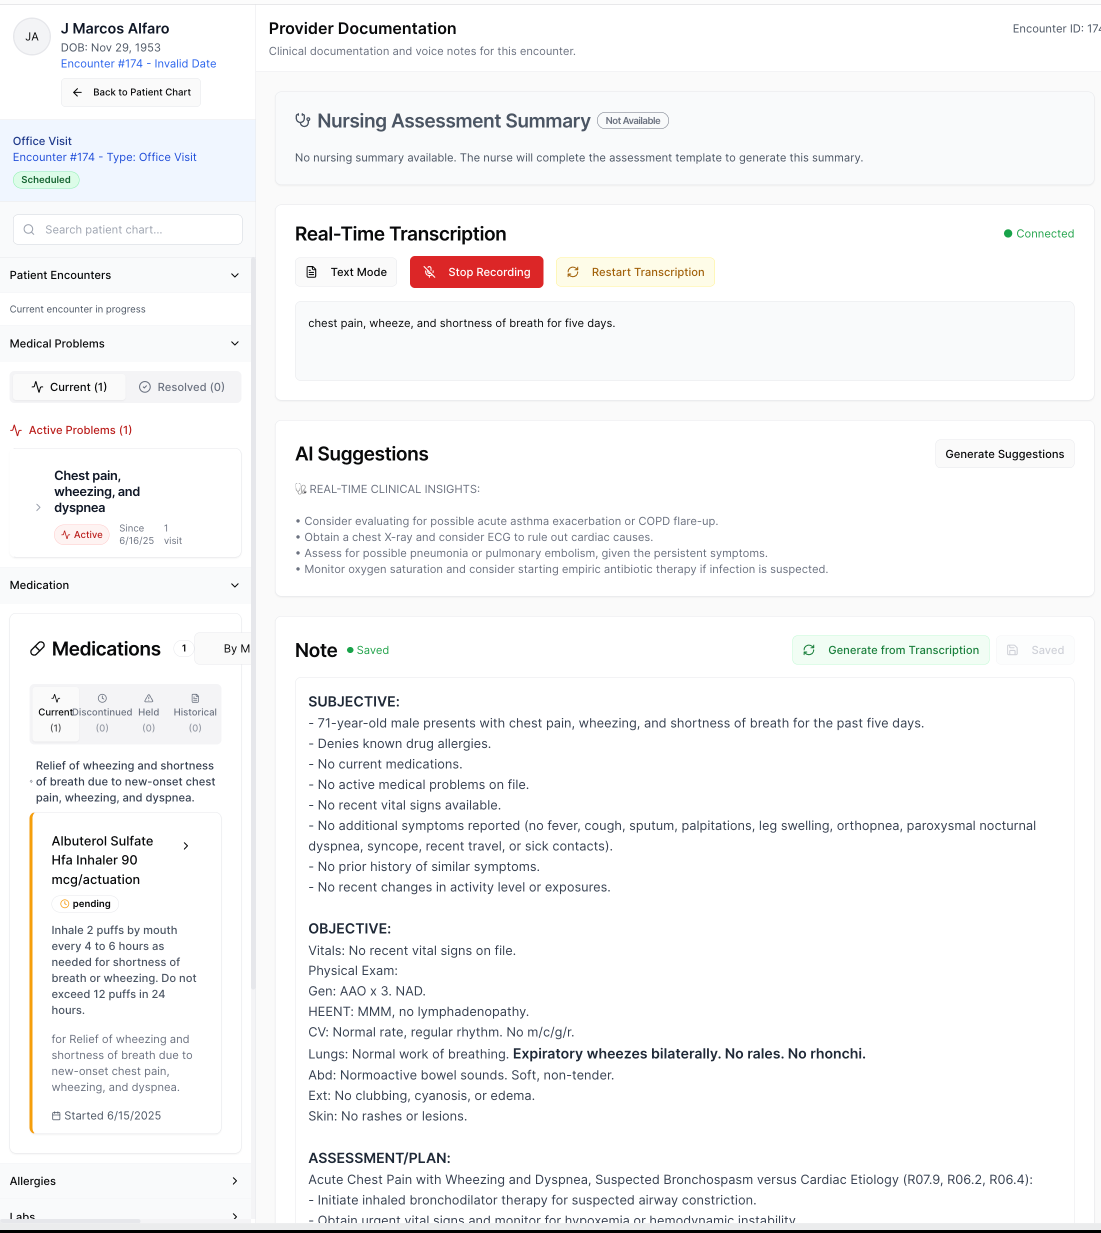 JA
J Marcos Alfaro
DOB: Nov 29, 1953
Encounter #174 - Invalid Date
Back to Patient Chart
Office Visit
Encounter #174 - Type: Office Visit
Scheduled
Search patient chart...
Patient Encounters
Current encounter in progress
Medical Problems
Current (1)
Resolved (0)
Active Problems (1)
Chest pain,
wheezing, and
dyspnea
Active
Since
6/16/25
1
visit
Medication
Medications
1
By M
Current
(1)
Discontinued
(0)
Held
(0)
Historical
(0)
Relief of wheezing and shortness
of breath due to new-onset chest
pain, wheezing, and dyspnea.
Albuterol Sulfate
Hfa Inhaler 90
mcg/actuation
pending
Inhale 2 puffs by mouth
every 4 to 6 hours as
needed for shortness of
breath or wheezing. Do not
exceed 12 puffs in 24
hours.
for Relief of wheezing and
shortness of breath due to
new-onset chest pain,
wheezing, and dyspnea.
Started 6/15/2025
Allergies
Labs
Provider Documentation
Encounter ID: 174
Clinical documentation and voice notes for this encounter.
Nursing Assessment Summary
Not Available
No nursing summary available. The nurse will complete the assessment template to generate this summary.
Real-Time Transcription
Connected
Text Mode
Stop Recording
Restart Transcription
chest pain, wheeze, and shortness of breath for five days.
AI Suggestions
Generate Suggestions
REAL-TIME CLINICAL INSIGHTS:
• Consider evaluating for possible acute asthma exacerbation or COPD flare-up.
• Obtain a chest X-ray and consider ECG to rule out cardiac causes.
• Assess for possible pneumonia or pulmonary embolism, given the persistent symptoms.
• Monitor oxygen saturation and consider starting empiric antibiotic therapy if infection is suspected.
Note
Saved
Generate from Transcription
Saved
SUBJECTIVE:
- 71-year-old male presents with chest pain, wheezing, and shortness of breath for the past five days.
- Denies known drug allergies.
- No current medications.
- No active medical problems on file.
- No recent vital signs available.
- No additional symptoms reported (no fever, cough, sputum, palpitations, leg swelling, orthopnea, paroxysmal nocturnal
dyspnea, syncope, recent travel, or sick contacts).
- No prior history of similar symptoms.
- No recent changes in activity level or exposures.
OBJECTIVE:
Vitals: No recent vital signs on file.
Physical Exam:
Gen: AAO x 3. NAD.
HEENT: MMM, no lymphadenopathy.
CV: Normal rate, regular rhythm. No m/c/g/r.
Lungs: Normal work of breathing. Expiratory wheezes bilaterally. No rales. No rhonchi.
Abd: Normoactive bowel sounds. Soft, non-tender.
Ext: No clubbing, cyanosis, or edema.
Skin: No rashes or lesions.
ASSESSMENT/PLAN:
Acute Chest Pain with Wheezing and Dyspnea, Suspected Bronchospasm versus Cardiac Etiology (R07.9, R06.2, R06.4):
- Initiate inhaled bronchodilator therapy for suspected airway constriction.
- Obtain urgent vital signs and monitor for hypoxemia or hemodynamic instability.